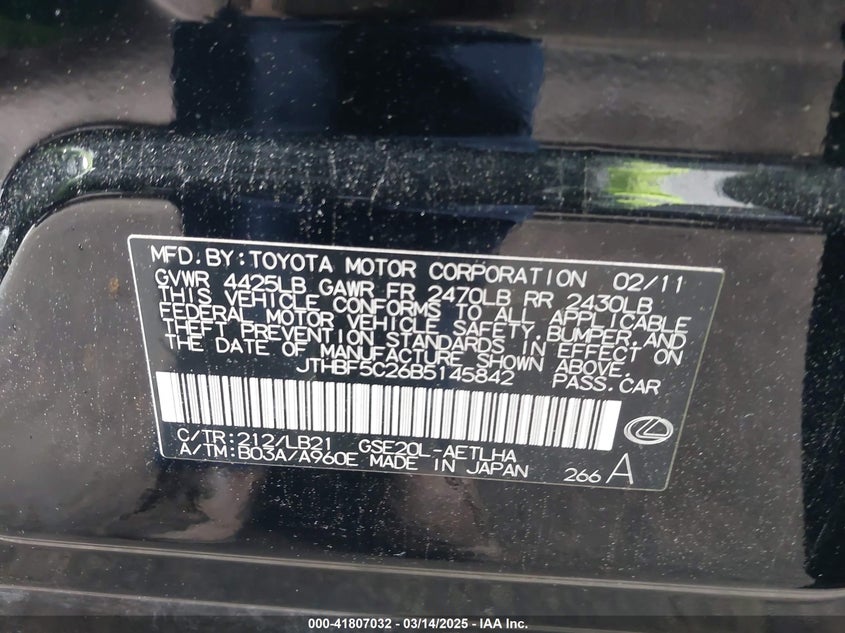 MFD. BY: TOYOTA MOTOR CORPORATION 02/11
GVWR 4425LB GAWR FR 2470LB RR 2430LB
THIS VEHICLE CONFORMS TO ALL APPLICABLE
FEDERAL MOTOR VEHICLE SAFETY, BUMPER, AND
THEFT PREVENTION STANDARDS IN EFFECT ON
THE DATE OF MANUFACTURE SHOWN ABOVE.
JTHBF5C26B5145842 PASS. CAR
C/TR: 212/LB21 GSE20L-AETLHA
A/TM: B03A/A960E MADE IN JAPAN 266 A
000-41807032 — 03/14/2025 — IAA Inc.